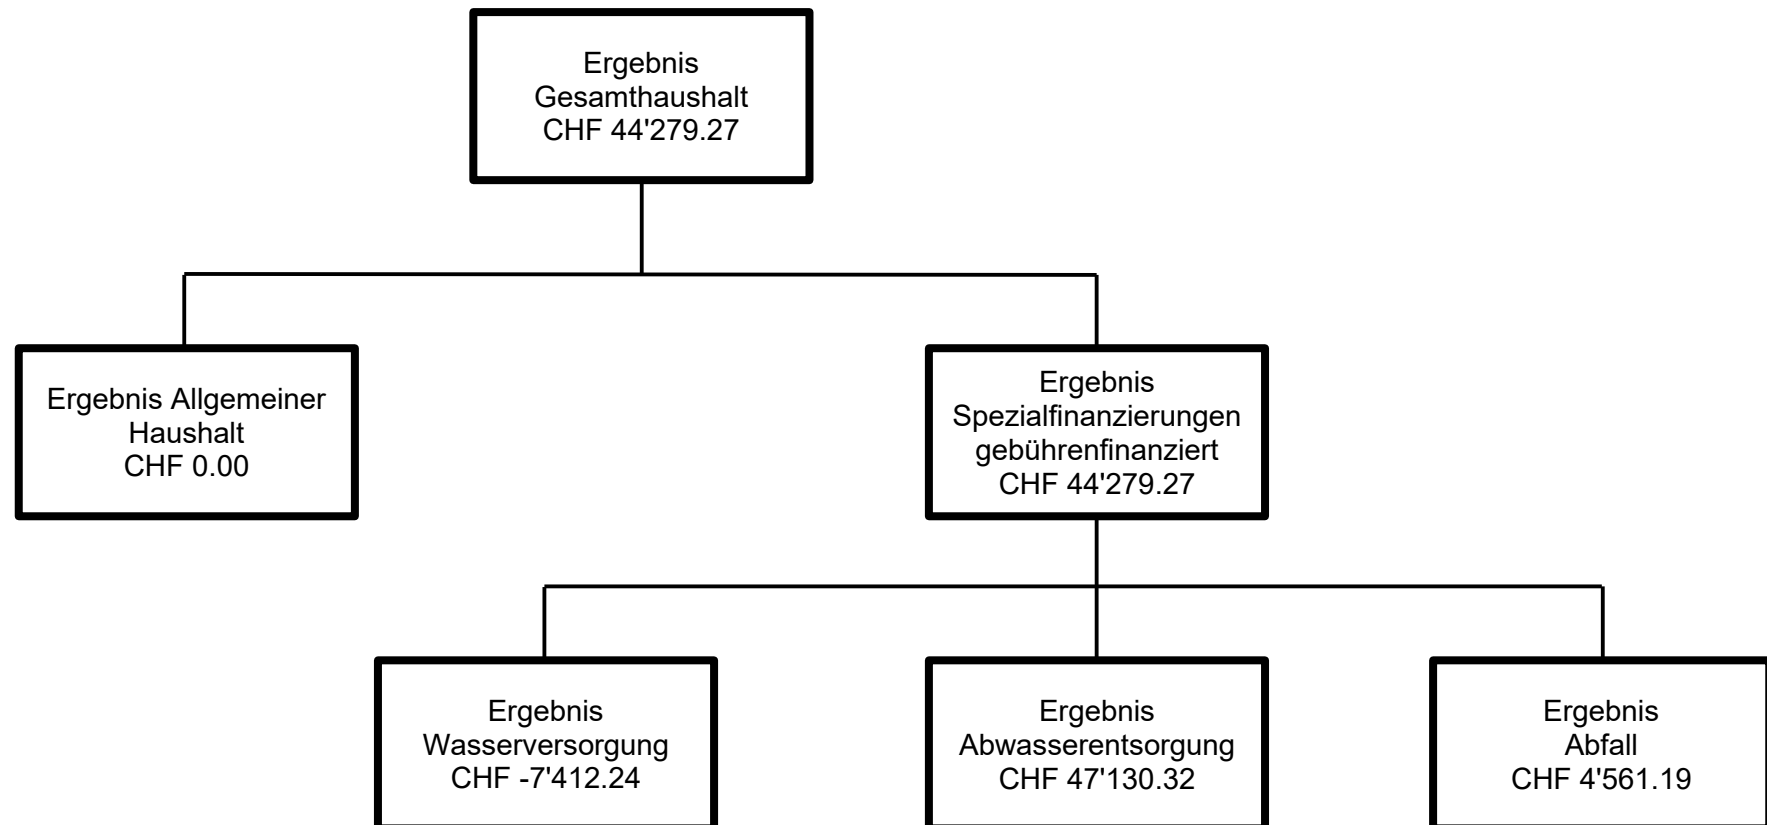 Ergebnis
Gesamthaushalt
CHF 44'279.27
Ergebnis Allgemeiner
Haushalt
CHF 0.00
Ergebnis
Spezialfinanzierungen
gebührenfinanziert
CHF 44'279.27
Ergebnis
Wasserversorgung
CHF -7'412.24
Ergebnis
Abwasserentsorgung
CHF 47'130.32
Ergebnis
Abfall
CHF 4'561.19